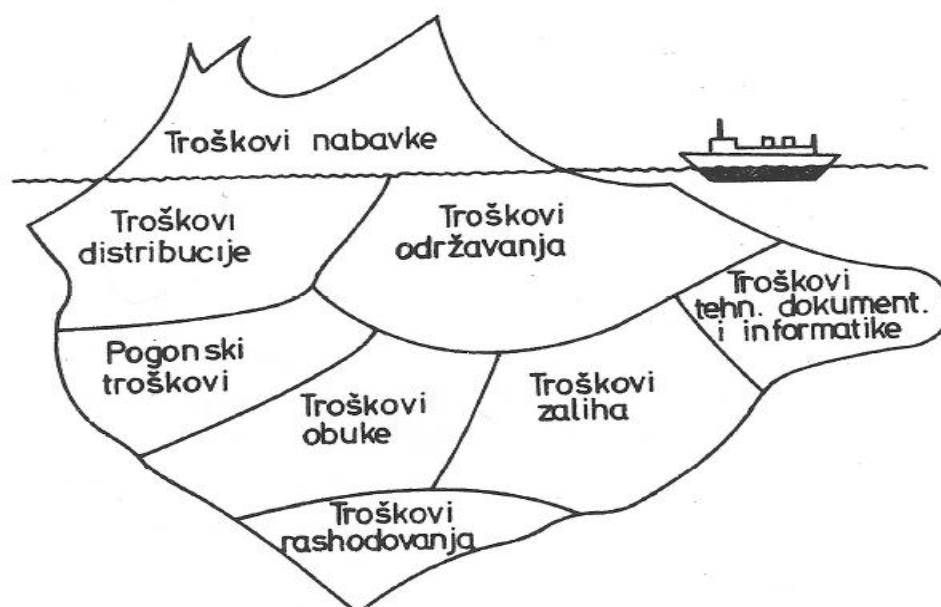 Troškovi nabavke
Troškovi
distribucije
Troškovi
održavanja
Troškovi
tehn. dokument.
i informatike
Pogonski
troškovi
Troškovi
obuke
Troškovi
zaliha
Troškovi
rashodovanja